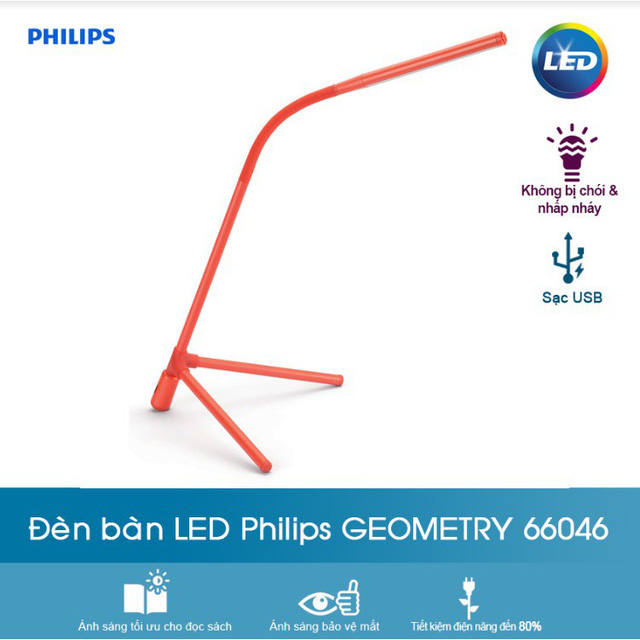 PHILIPS
LED
Không bị chói &
nhấp nháy
Sạc USB
Đèn bàn LED Philips GEOMETRY 66046
Ánh sáng tối ưu cho đọc sách
Ánh sáng bảo vệ mắt
Tiết kiệm điện năng đến 80%